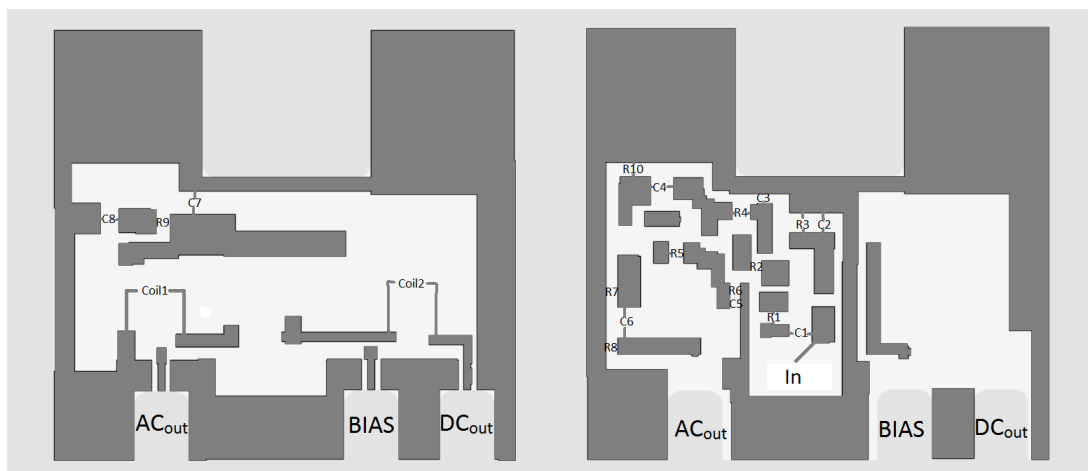 C7
C8
R9
Coil1
Coil2
ACout
BIAS
DCout
R10
C4
C3
R4
R3
C2
R5
R2
R7
R6
C5
C6
R1
C1
R8
In
ACout
BIAS
DCout